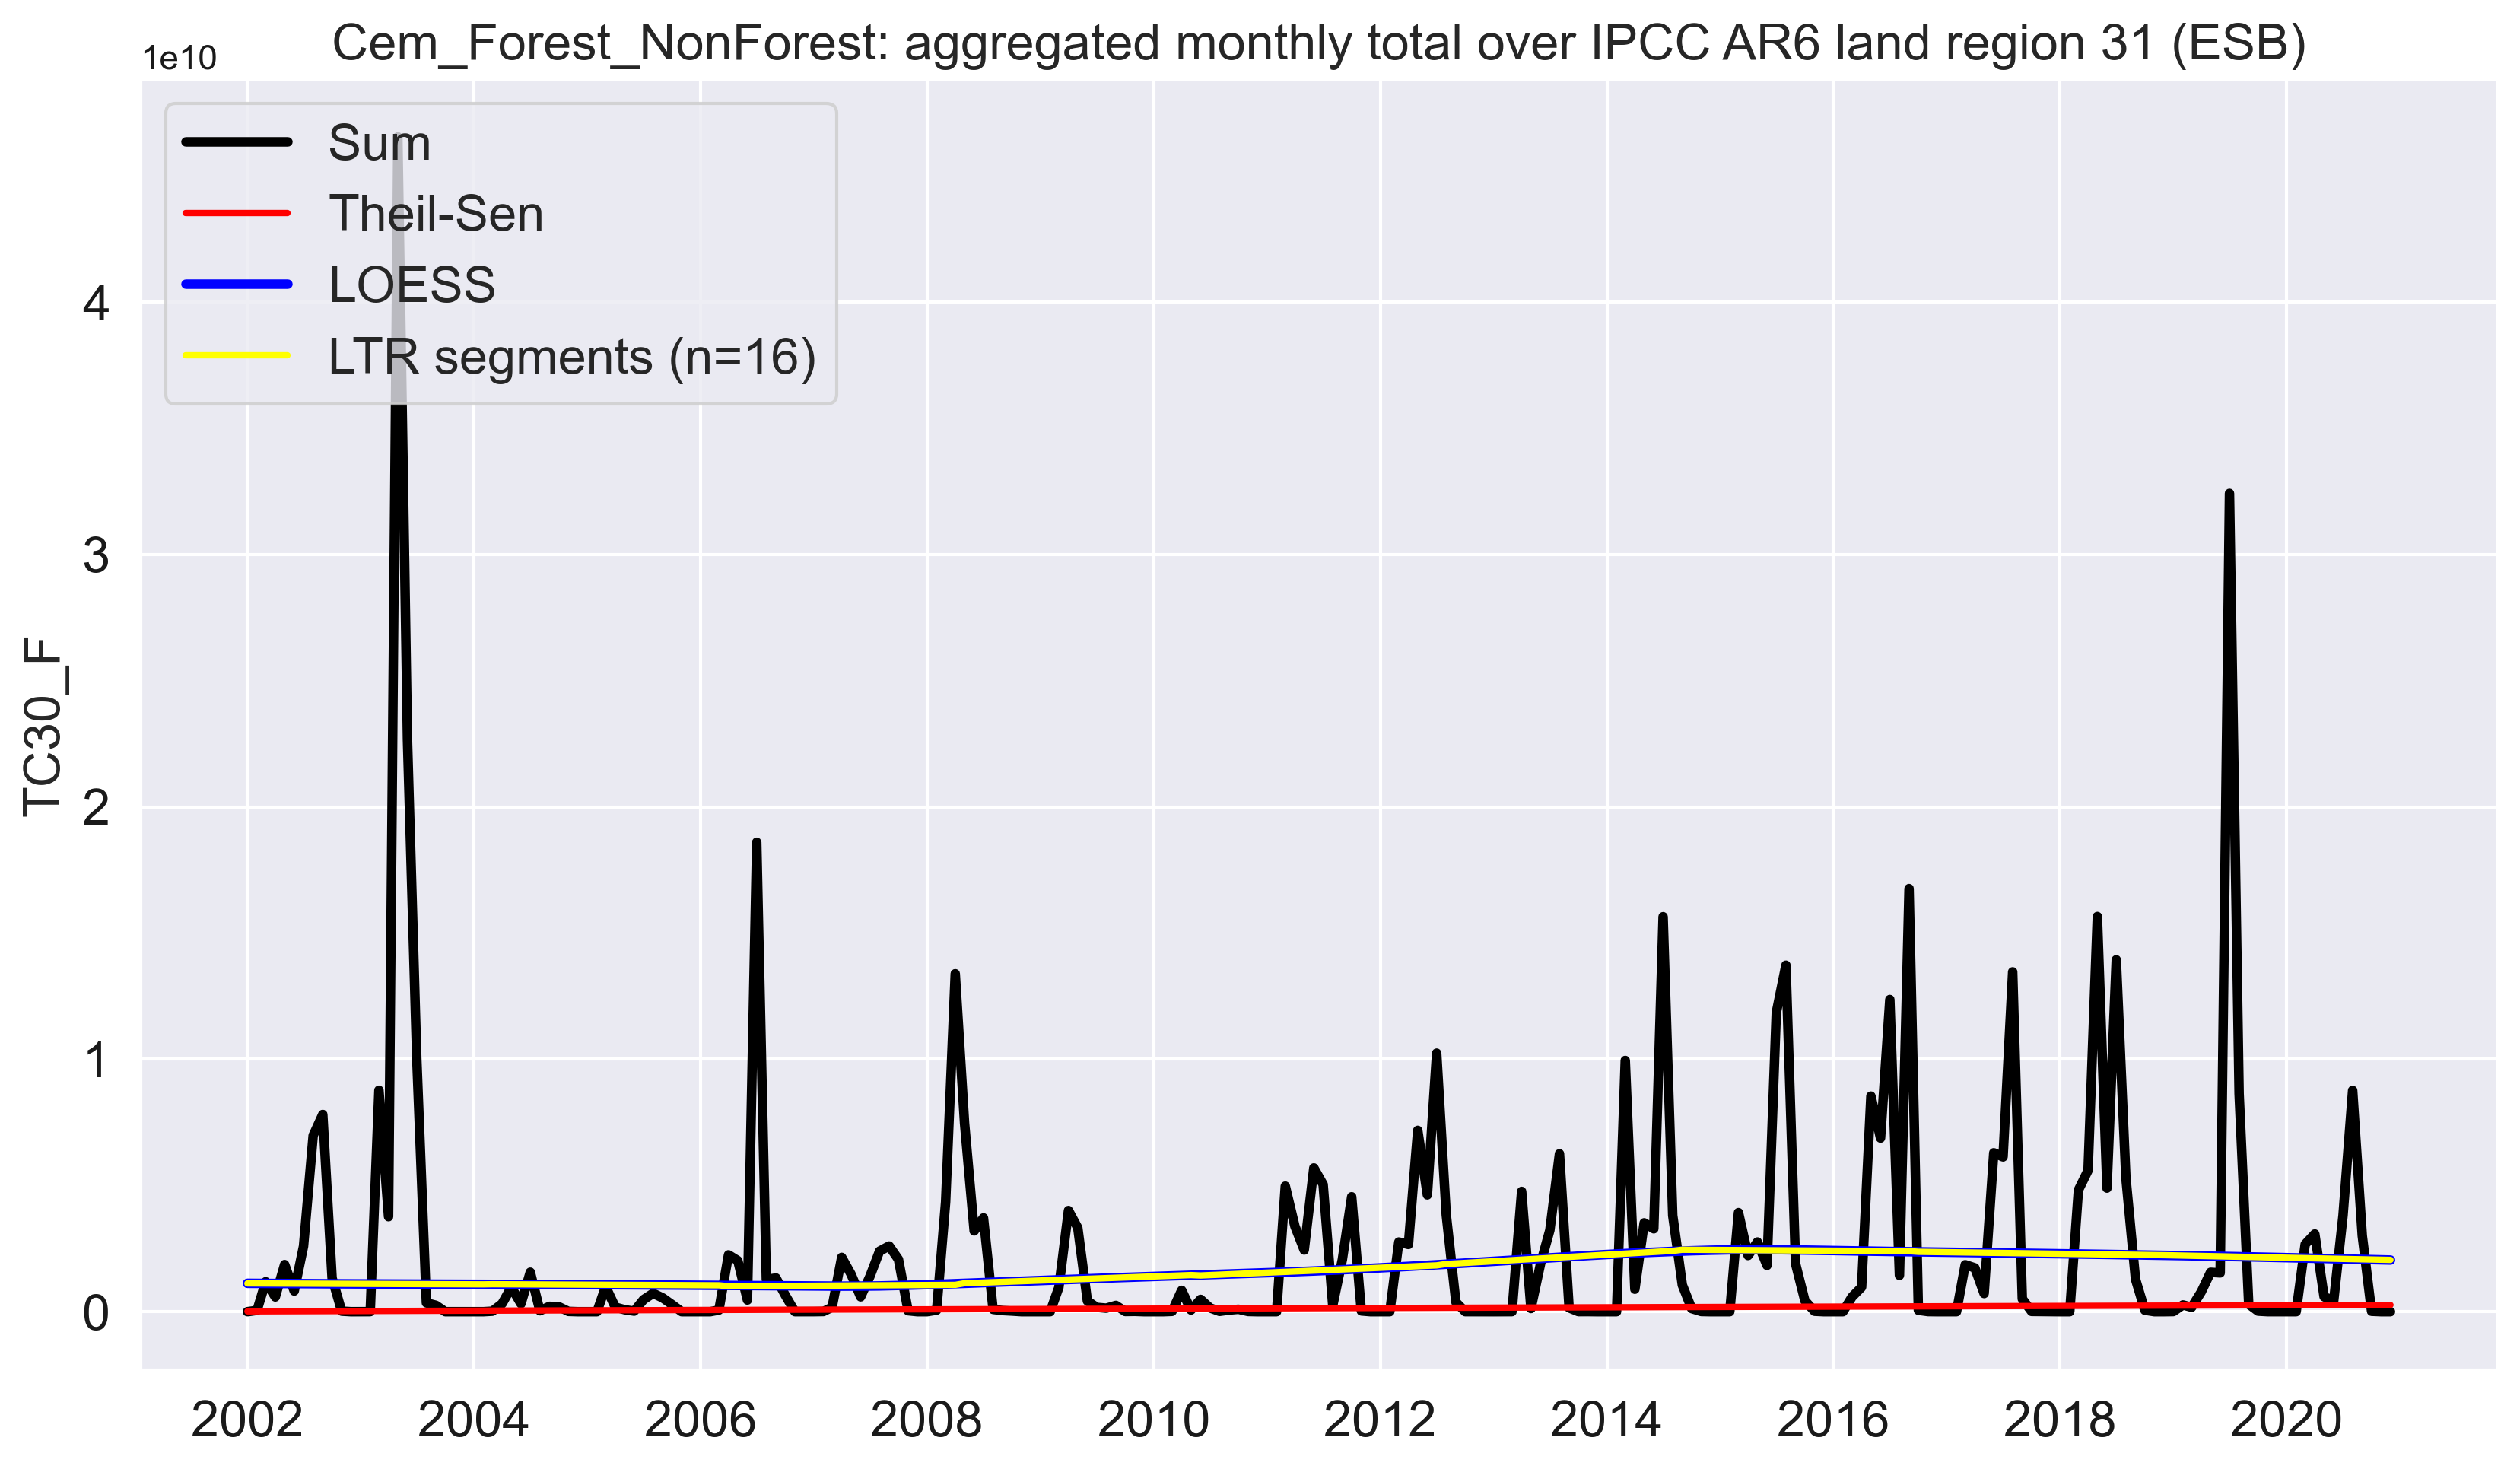 Cem_Forest_NonForest: aggregated monthly total over IPCC AR6 land region 31 (ESB)
1e10
Sum
Theil-Sen
LOESS
LTR segments (n=16)
TC30_F
4
3
2
1
0
2002 2004 2006 2008 2010 2012 2014 2016 2018 2020